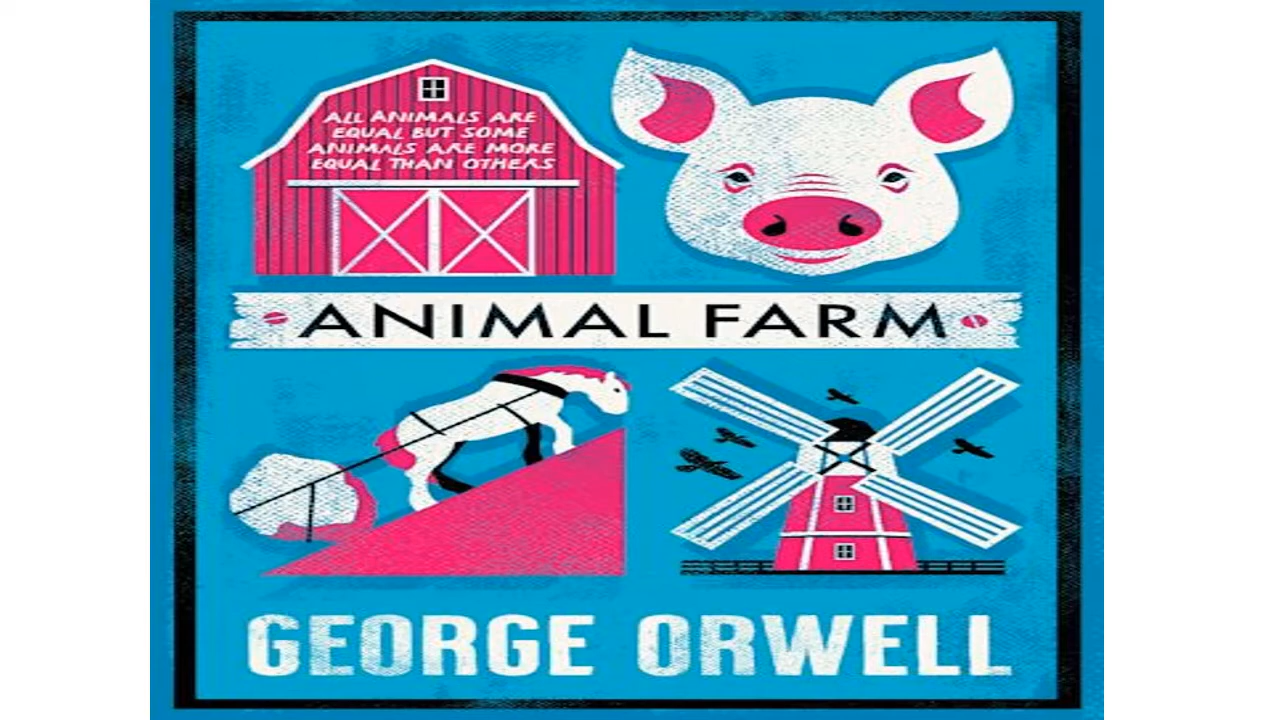 ALL ANIMALS ARE
EQUAL BUT SOME
ANIMALS ARE MORE
EQUAL THAN OTHERS
ANIMAL FARM
GEORGE ORWELL